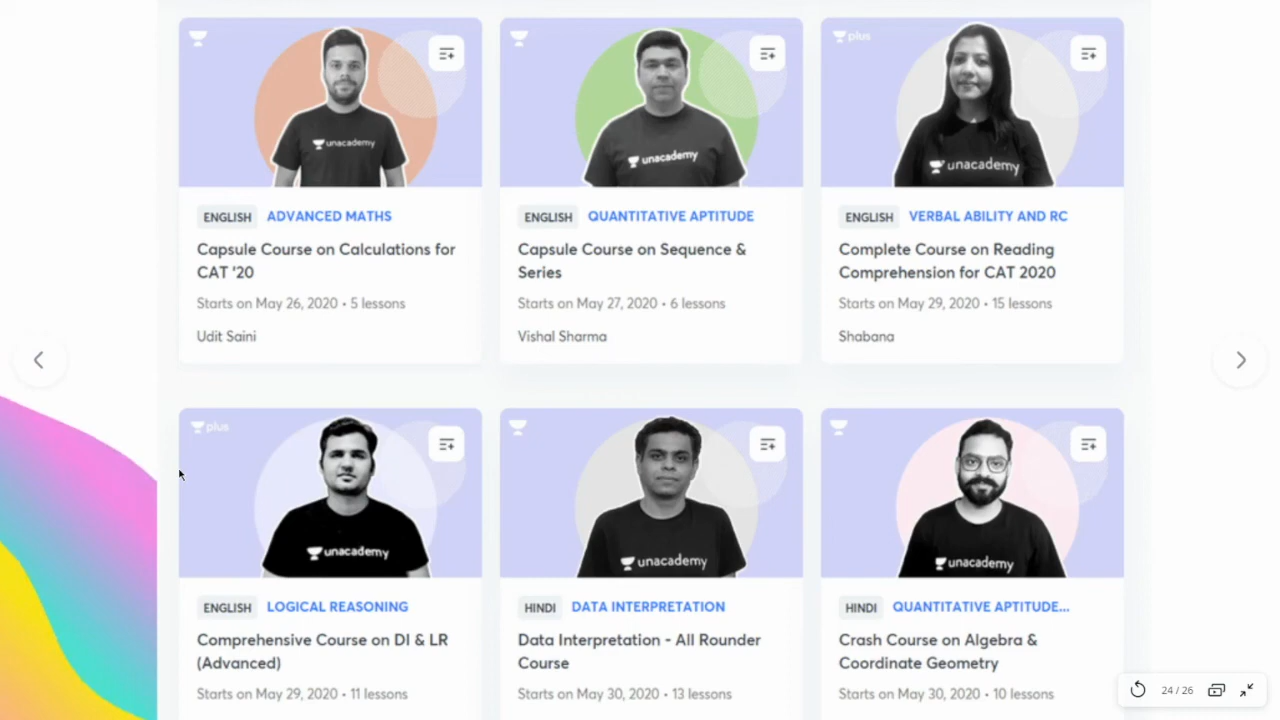 unacademy
ENGLISH ADVANCED MATHS
Capsule Course on Calculations for
CAT '20
Starts on May 26, 2020 • 5 lessons
Udit Saini
unacademy
ENGLISH QUANTITATIVE APTITUDE
Capsule Course on Sequence &
Series
Starts on May 27, 2020 • 6 lessons
Vishal Sharma
plus
unacademy
ENGLISH VERBAL ABILITY AND RC
Complete Course on Reading
Comprehension for CAT 2020
Starts on May 29, 2020 • 15 lessons
Shabana
plus
unacademy
ENGLISH LOGICAL REASONING
Comprehensive Course on DI & LR
(Advanced)
Starts on May 29, 2020 • 11 lessons
unacademy
HINDI DATA INTERPRETATION
Data Interpretation - All Rounder
Course
Starts on May 30, 2020 • 13 lessons
unacademy
HINDI QUANTITATIVE APTITUDE...
Crash Course on Algebra &
Coordinate Geometry
Starts on May 30, 2020 • 10 lessons
24 / 26